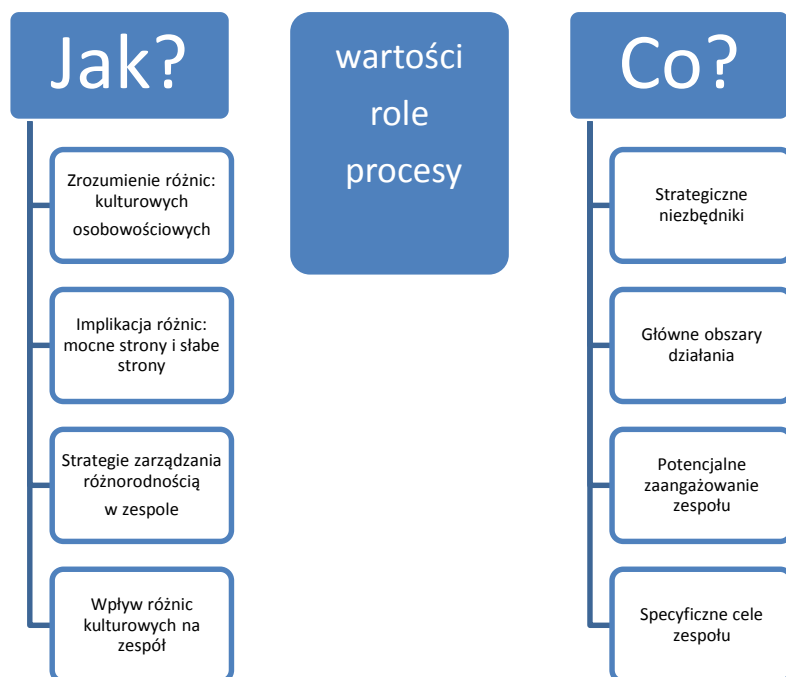 Jak?
Zrozumienie różnic:
kulturowych
osobowościowych
Implikacja różnic:
mocne strony i słabe
strony
Strategie zarządzania
różnorodnością
w zespole
Wpływ różnic
kulturowych na
zespół
wartości
role
procesy
Co?
Strategiczne
niezbędniki
Główne obszary
działania
Potencjalne
zaangażowanie
zespołu
Specyficzne cele
zespołu